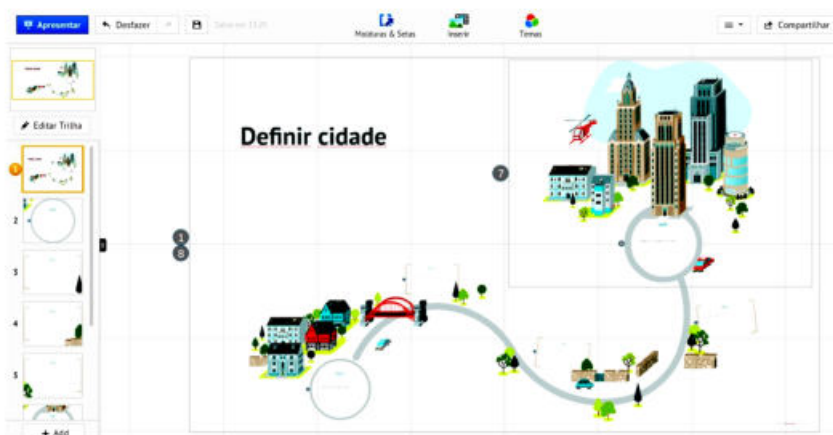 Apresentar
Desfazer
Molduras & Setas
Inserir
Temas
Compartilhar
Editar Trilha
Definir cidade
1
2
3
4
5
7
1
8
+ Add